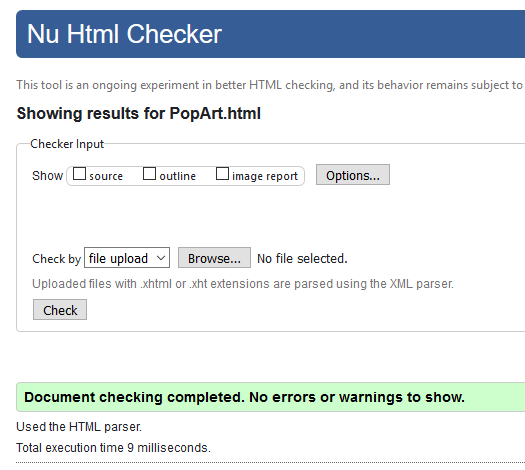 Nu Html Checker
This tool is an ongoing experiment in better HTML checking, and its behavior remains subject to
Showing results for PopArt.html
Checker Input
Show source outline image report Options...
Check by file upload Browse... No file selected.
Uploaded files with .xhtml or .xht extensions are parsed using the XML parser.
Check
Document checking completed. No errors or warnings to show.
Used the HTML parser.
Total execution time 9 milliseconds.